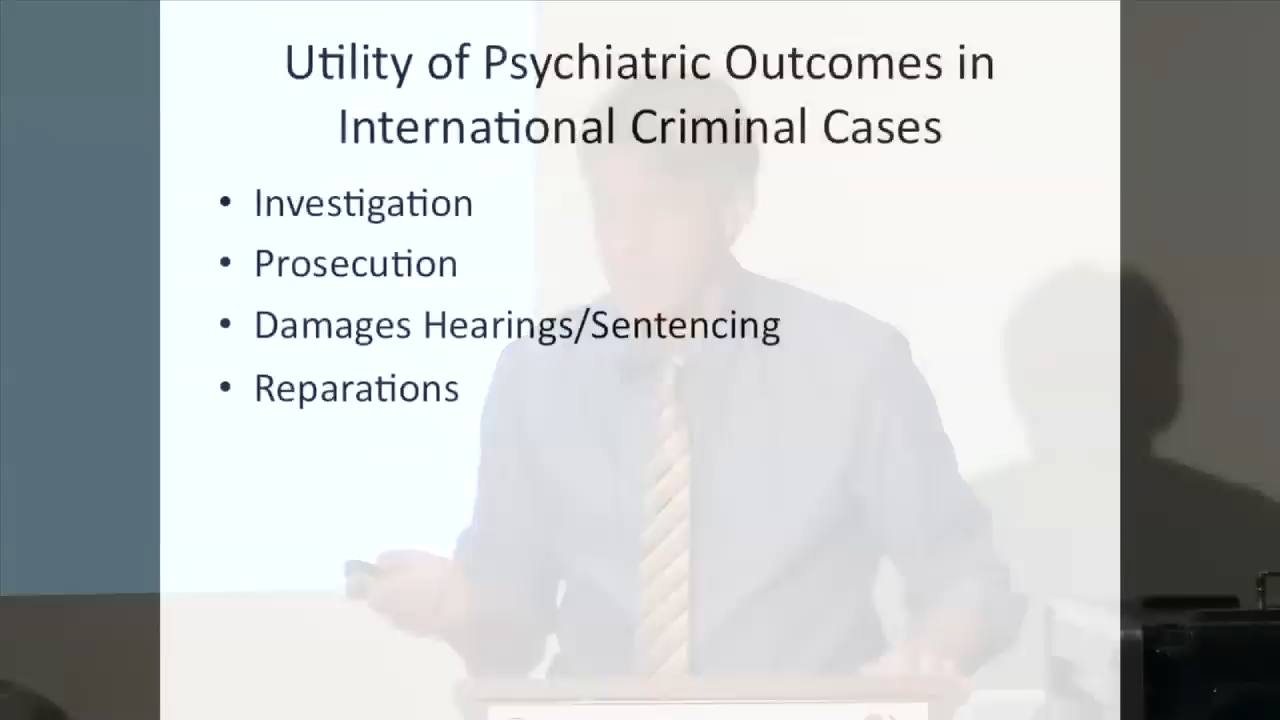 Utility of Psychiatric Outcomes in
International Criminal Cases
• Investigation
• Prosecution
• Damages Hearings/Sentencing
• Reparations